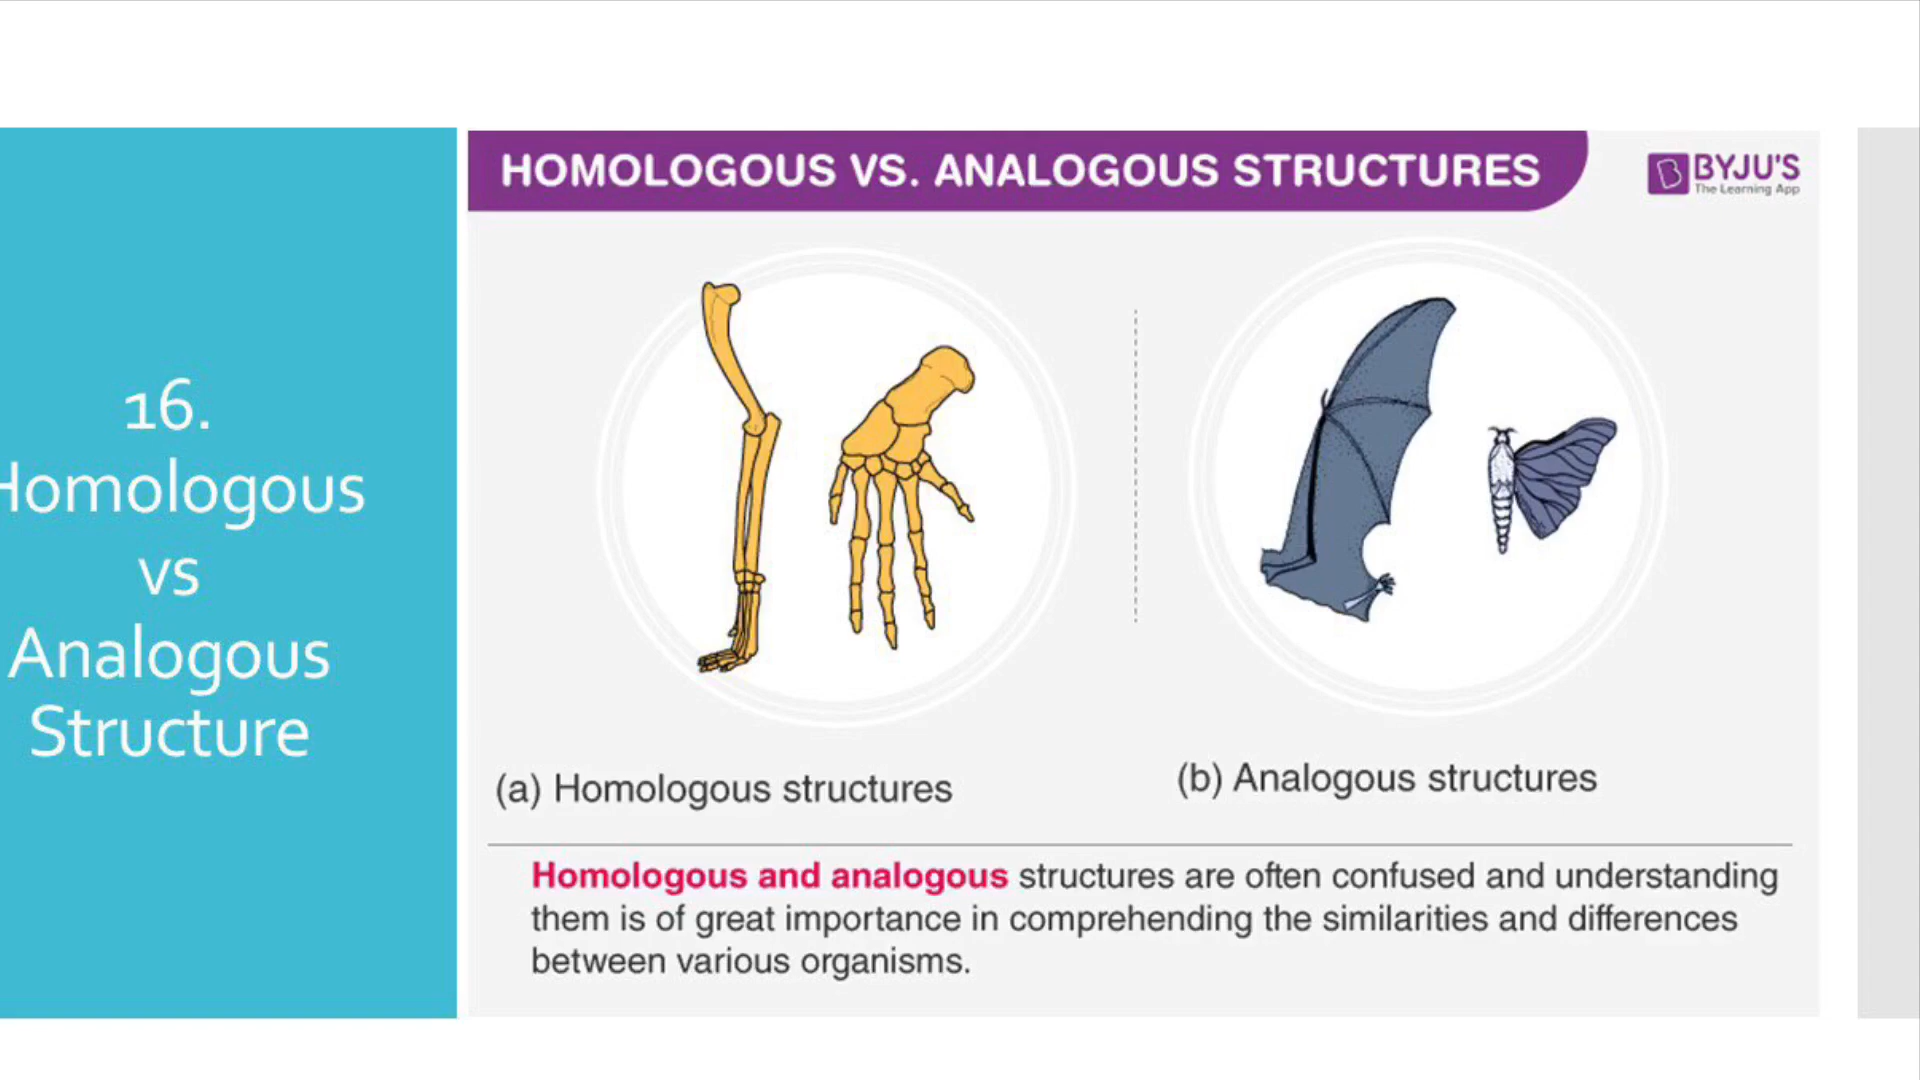 16.
Homologous
vs
Analogous
Structure
HOMOLOGOUS VS. ANALOGOUS STRUCTURES
BYJU'S
The Learning App
(a) Homologous structures
(b) Analogous structures
Homologous and analogous structures are often confused and understanding
them is of great importance in comprehending the similarities and differences
between various organisms.